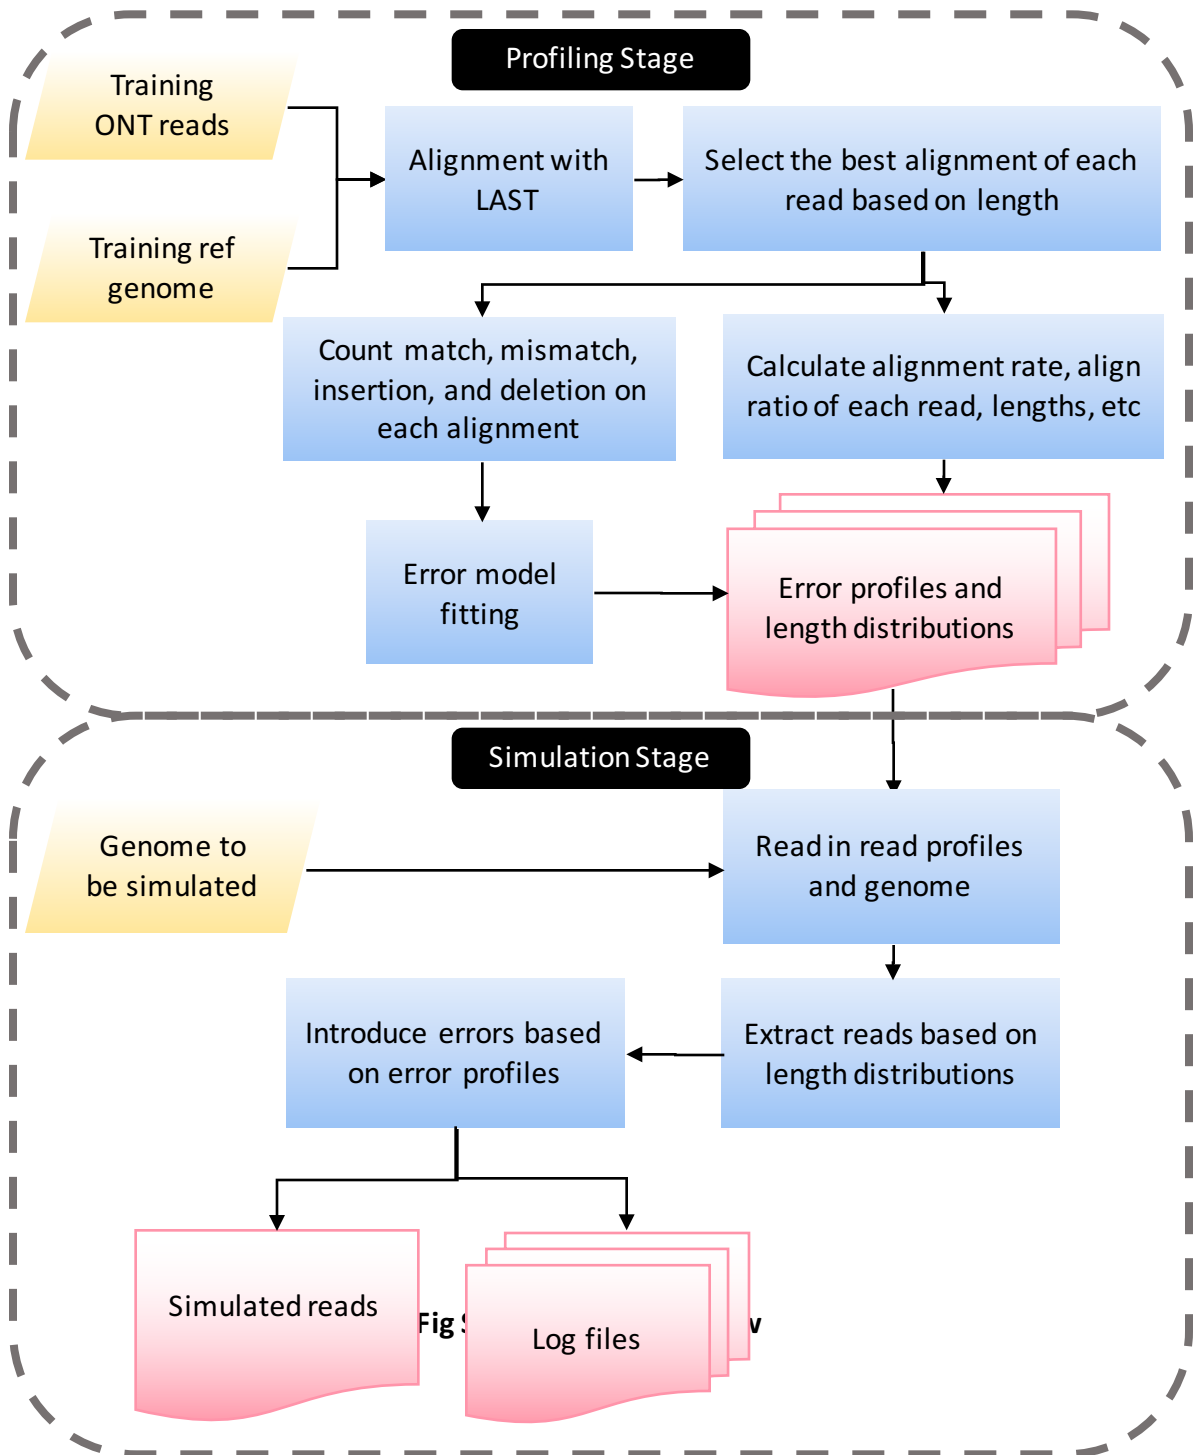 Profiling Stage
Training
ONT reads
Alignment with
LAST
Select the best alignment of each
read based on length
Training ref
genome
Count match, mismatch,
insertion, and deletion on
each alignment
Calculate alignment rate, align
ratio of each read, lengths, etc
Error model
fitting
Error profiles and
length distributions
Simulation Stage
Genome to
be simulated
Read in read profiles
and genome
Introduce errors based
on error profiles
Extract reads based on
length distributions
Simulated reads
Fig
Log files